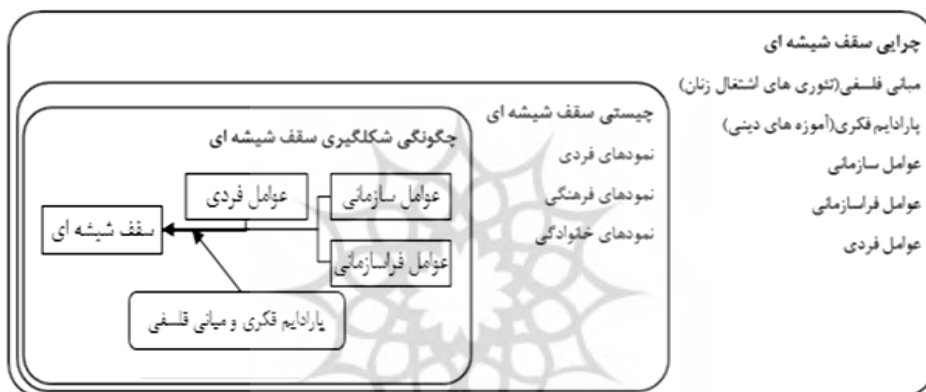 چرایی سقف شیشه ای
مبانی فلسفی(تئوری های اشتغال زنان)
پارادایم فکری(آموزه های دینی)
عوامل سازمانی
عوامل فراسازمانی
عوامل فردی
چیستی سقف شیشه ای
نمودهای فردی
نمودهای فرهنگی
نمودهای خانوادگی
چگونگی شکلگیری سقف شیشه ای
عوامل سازمانی
عوامل فردی
سقف شیشه ای
عوامل فراسازمانی
پارادایم فکری و مبانی فلسفی